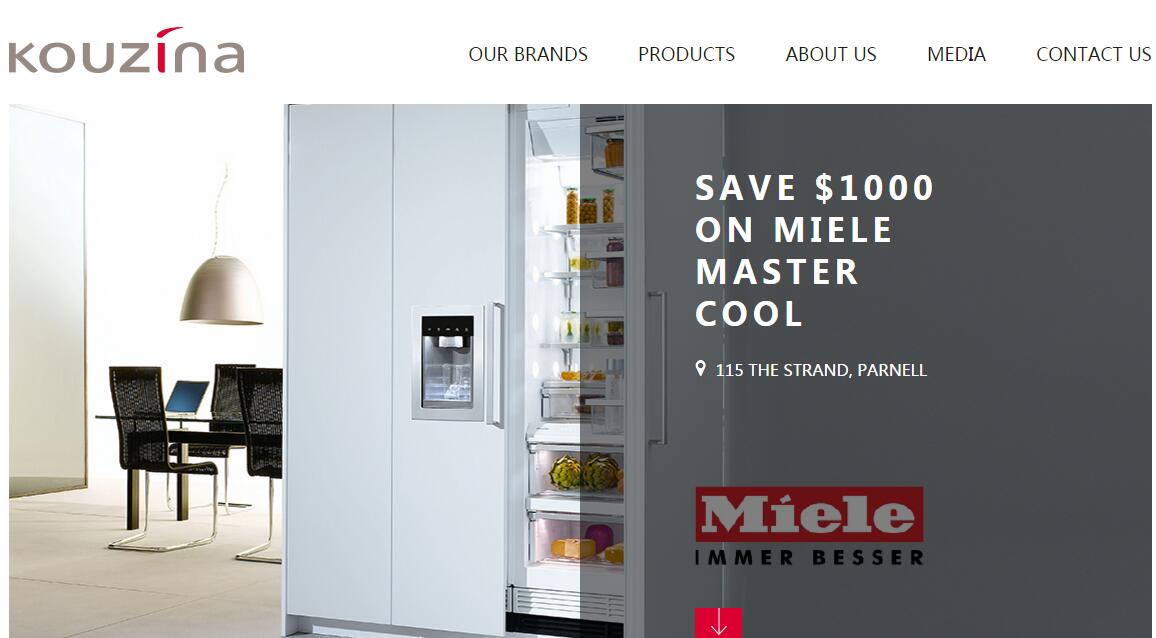 kouzina
OUR BRANDS
PRODUCTS
ABOUT US
MEDIA
CONTACT US
SAVE $1000
ON MIELE
MASTER
COOL
115 THE STRAND, PARNELL
Miele
IMMER BESSER